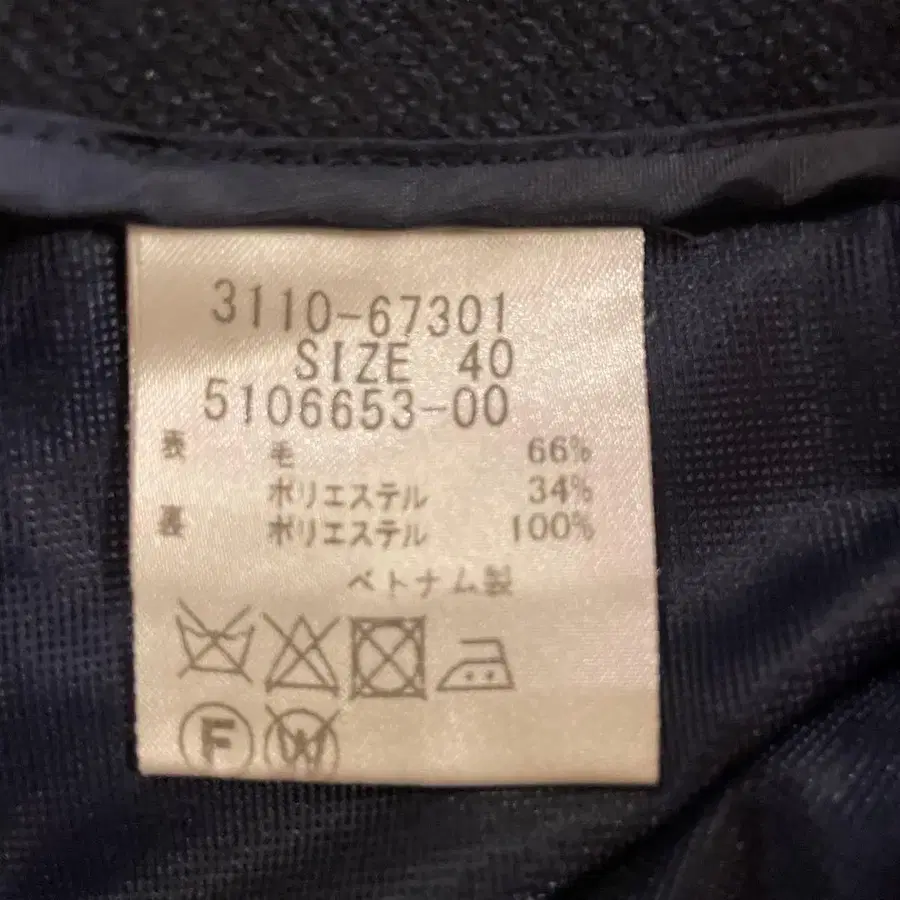 3110-67301
SIZE 40
5106653-00
表 毛 66%
ポリエステル 34%
裏 ポリエステル 100%
ベトナム製
F W